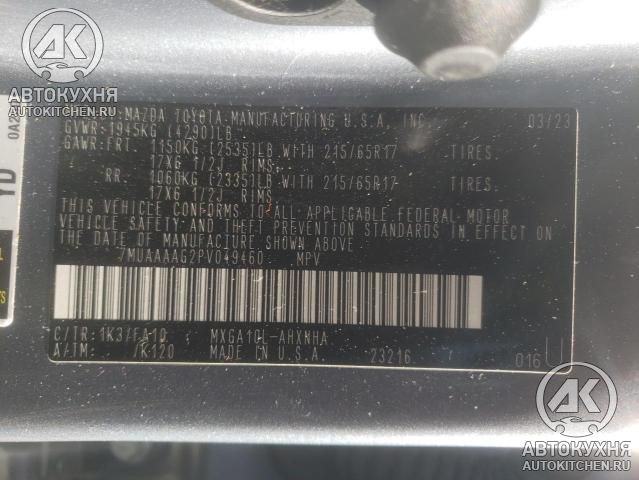 АК
АВТОКУХНЯ
AUTOKITCHEN.RU
0A2
YD
MAZDA TOYOTA MANUFACTURING U.S.A, INC. 03/23
GVWR:1945KG (4290)LB
GAWR:FRT. 1150KG (2535)LB WITH 215/65R17 TIRES.
17X6 1/2J RIMS,
RR. 1060KG (2335)LB WITH 215/65R17 TIRES.
17X6 1/2J RIMS
THIS VEHICLE CONFORMS TO ALL APPLICABLE FEDERAL MOTOR
VEHICLE SAFETY AND THEFT PREVENTION STANDARDS IN EFFECT ON
THE DATE OF MANUFACTURE SHOWN ABOVE.
7MUAAAAG2PV049460 MPV
C/TR: 1K3/FA10 MXGA10L-AHXNHA
A/TM: /K120 MADE IN U.S.A. 23216 016 U
АК
АВТОКУХНЯ
AUTOKITCHEN.RU